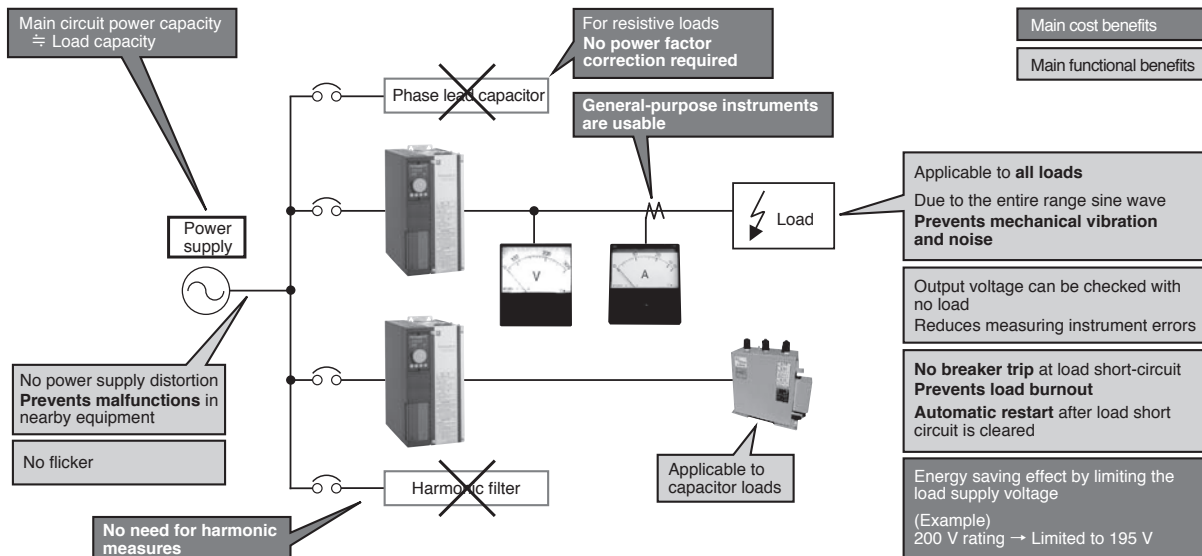 Main circuit power capacity
≒ Load capacity
For resistive loads
No power factor
correction required
Main cost benefits
Main functional benefits
Phase lead capacitor
General-purpose instruments
are usable
Power
supply
V
A
Load
Applicable to all loads
Due to the entire range sine wave
Prevents mechanical vibration
and noise
Output voltage can be checked with
no load
Reduces measuring instrument errors
No power supply distortion
Prevents malfunctions in
nearby equipment
No flicker
No breaker trip at load short-circuit
Prevents load burnout
Automatic restart after load short
circuit is cleared
Applicable to
capacitor loads
Harmonic filter
No need for harmonic
measures
Energy saving effect by limiting the
load supply voltage
(Example)
200 V rating → Limited to 195 V